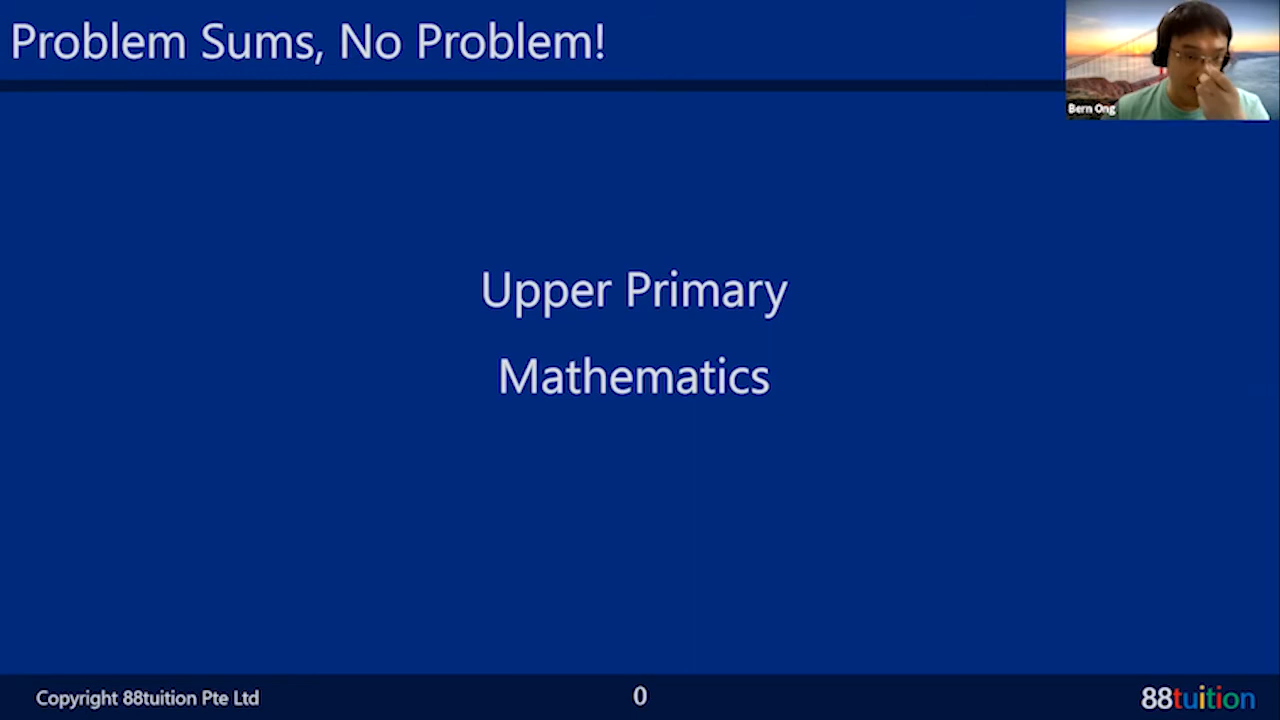 Problem Sums, No Problem!
Bern Ong
Upper Primary
Mathematics
Copyright 88tuition Pte Ltd
0
88tuition